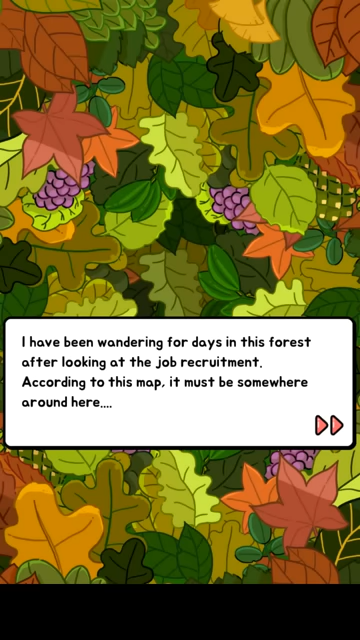 I have been wandering for days in this forest
after looking at the job recruitment.
According to this map, it must be somewhere
around here....